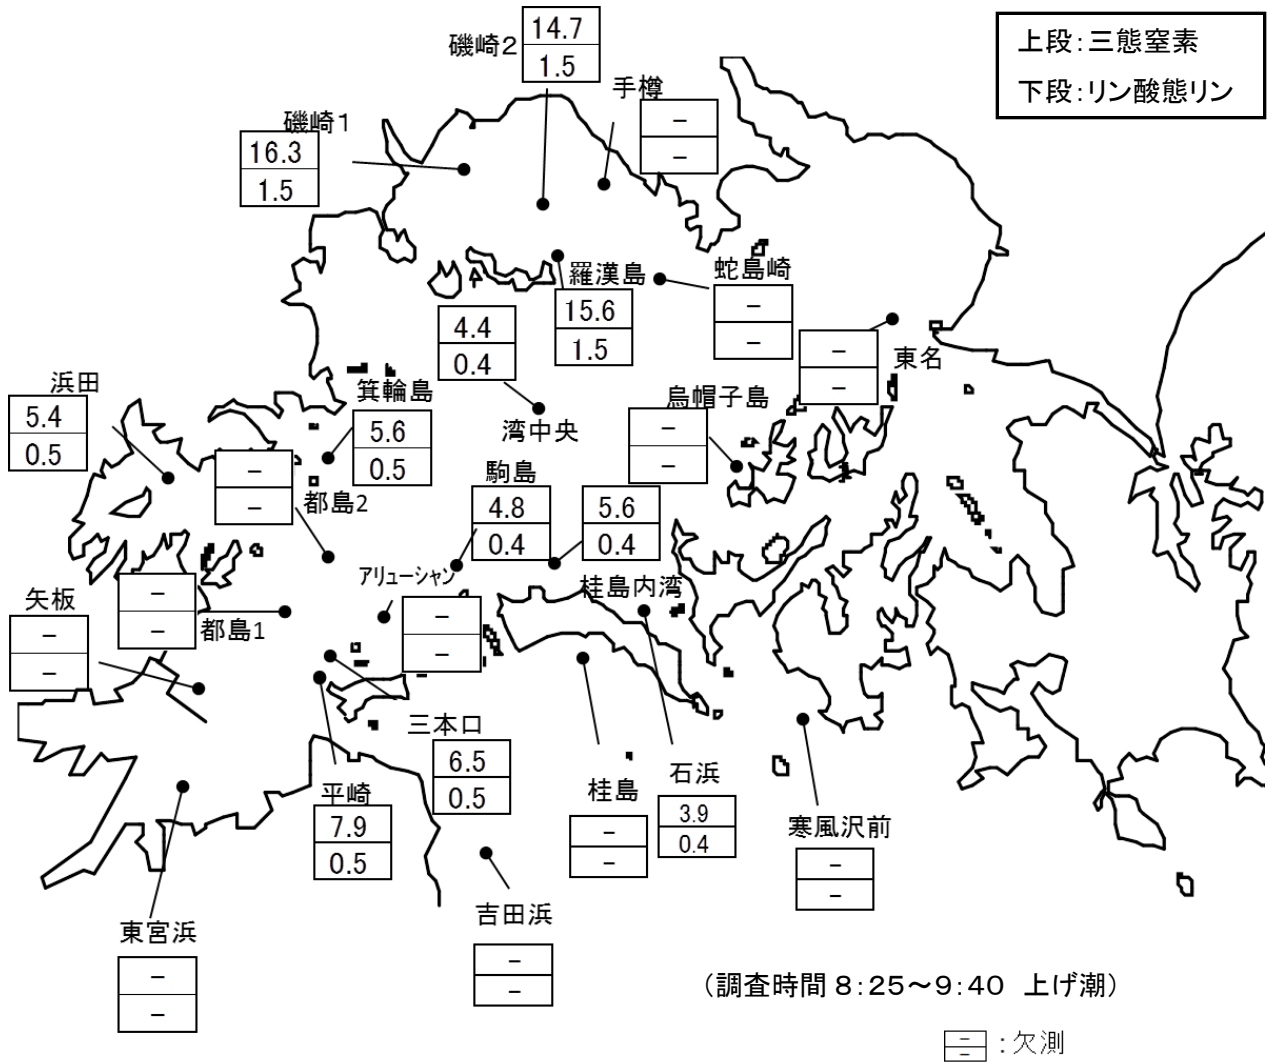 14.7
磯崎2
1.5
上段：三態窒素
下段：リン酸態リン
手樽
-
-
磯崎1
16.3
1.5
羅漢島
15.6
1.5
蛇島崎
-
-
4.4
0.4
湾中央
-
-
東名
浜田
5.4
0.5
箕輪島
5.6
0.5
烏帽子島
-
-
-
-
都島2
駒島
4.8
0.4
5.6
0.4
桂島内湾
アリューシャン
-
-
矢板
-
-
-
-
都島1
三本口
6.5
0.5
平崎
7.9
0.5
桂島
-
-
石浜
3.9
0.4
寒風沢前
-
-
東宮浜
-
-
吉田浜
-
-
（調査時間 8：25～9：40 上げ潮）
-
-
：欠測